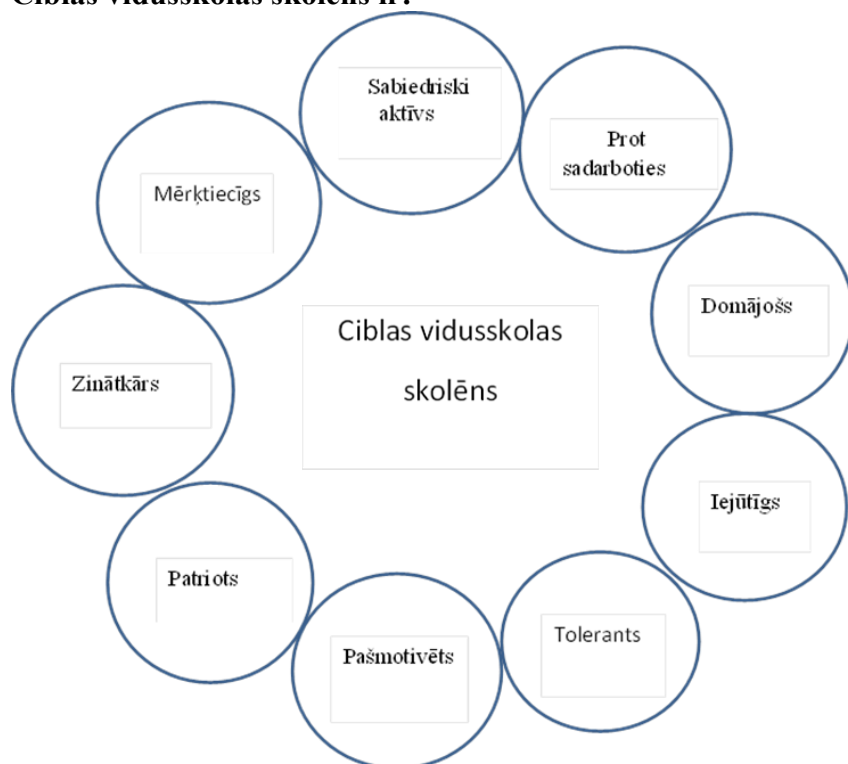 Ciblas vidusskolas skolēns ir:
Sabiedriski
aktīvs
Prot
sadarboties
Mērķtiecīgs
Domājošs
Ciblas vidusskolas
skolēns
Zinātkārs
Iejūtīgs
Patriots
Tolerants
Pašmotivēts